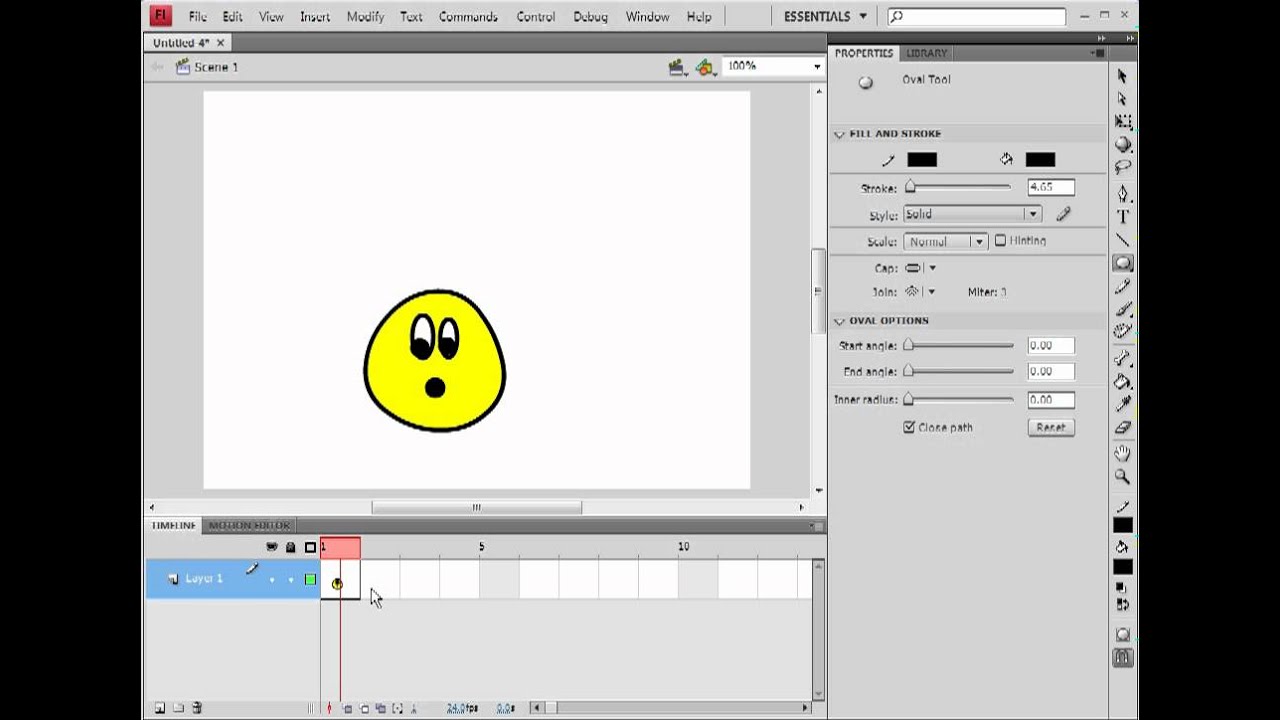 Fl File Edit View Insert Modify Text Commands Control Debug Window Help ESSENTIALS
Untitled-4* ×
Scene 1 100%
PROPERTIES LIBRARY
Oval Tool
FILL AND STROKE
Stroke: 4.65
Style: Solid
Scale: Normal Hinting
Cap:
Join: Miter: 3
OVAL OPTIONS
Start angle: 0.00
End angle: 0.00
Inner radius: 0.00
Close path Reset
TIMELINE MOTION EDITOR
1 5 10
Layer 1
24.0fps 0.0s